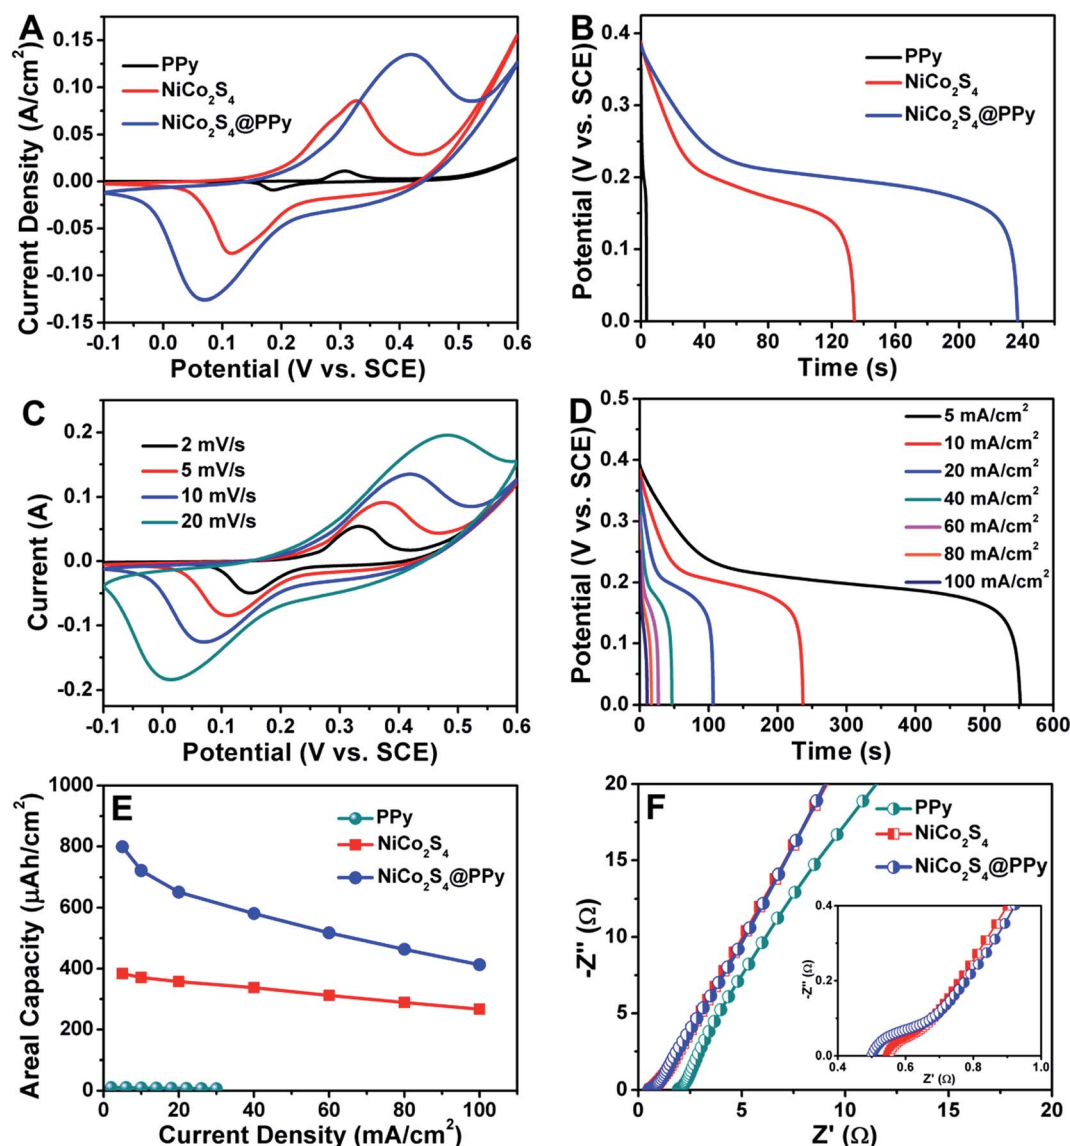 A
PPy
NiCo₂S₄
NiCo₂S₄@PPy
Current Density (A/cm²)
0.15
0.10
0.05
0.00
-0.05
-0.10
-0.15
-0.1 0.0 0.1 0.2 0.3 0.4 0.5 0.6
Potential (V vs. SCE)
B
PPy
NiCo₂S₄
NiCo₂S₄@PPy
Potential (V vs. SCE)
0.4
0.3
0.2
0.1
0.0
0 40 80 120 160 200 240
Time (s)
C
2 mV/s
5 mV/s
10 mV/s
20 mV/s
Current (A)
0.2
0.1
0.0
-0.1
-0.2
-0.1 0.0 0.1 0.2 0.3 0.4 0.5 0.6
Potential (V vs. SCE)
D
5 mA/cm²
10 mA/cm²
20 mA/cm²
40 mA/cm²
60 mA/cm²
80 mA/cm²
100 mA/cm²
Potential (V vs. SCE)
0.5
0.4
0.3
0.2
0.1
0.0
0 100 200 300 400 500 600
Time (s)
E
PPy
NiCo₂S₄
NiCo₂S₄@PPy
Areal Capacity (μAh/cm²)
1000
800
600
400
200
0
0 20 40 60 80 100
Current Density (mA/cm²)
F
PPy
NiCo₂S₄
NiCo₂S₄@PPy
-Z'' (Ω)
20
15
10
5
0
0 5 10 15 20
Z' (Ω)
-Z'' (Ω)
0.4
0.2
0.0
0.4 0.6 0.8 1.0
Z' (Ω)